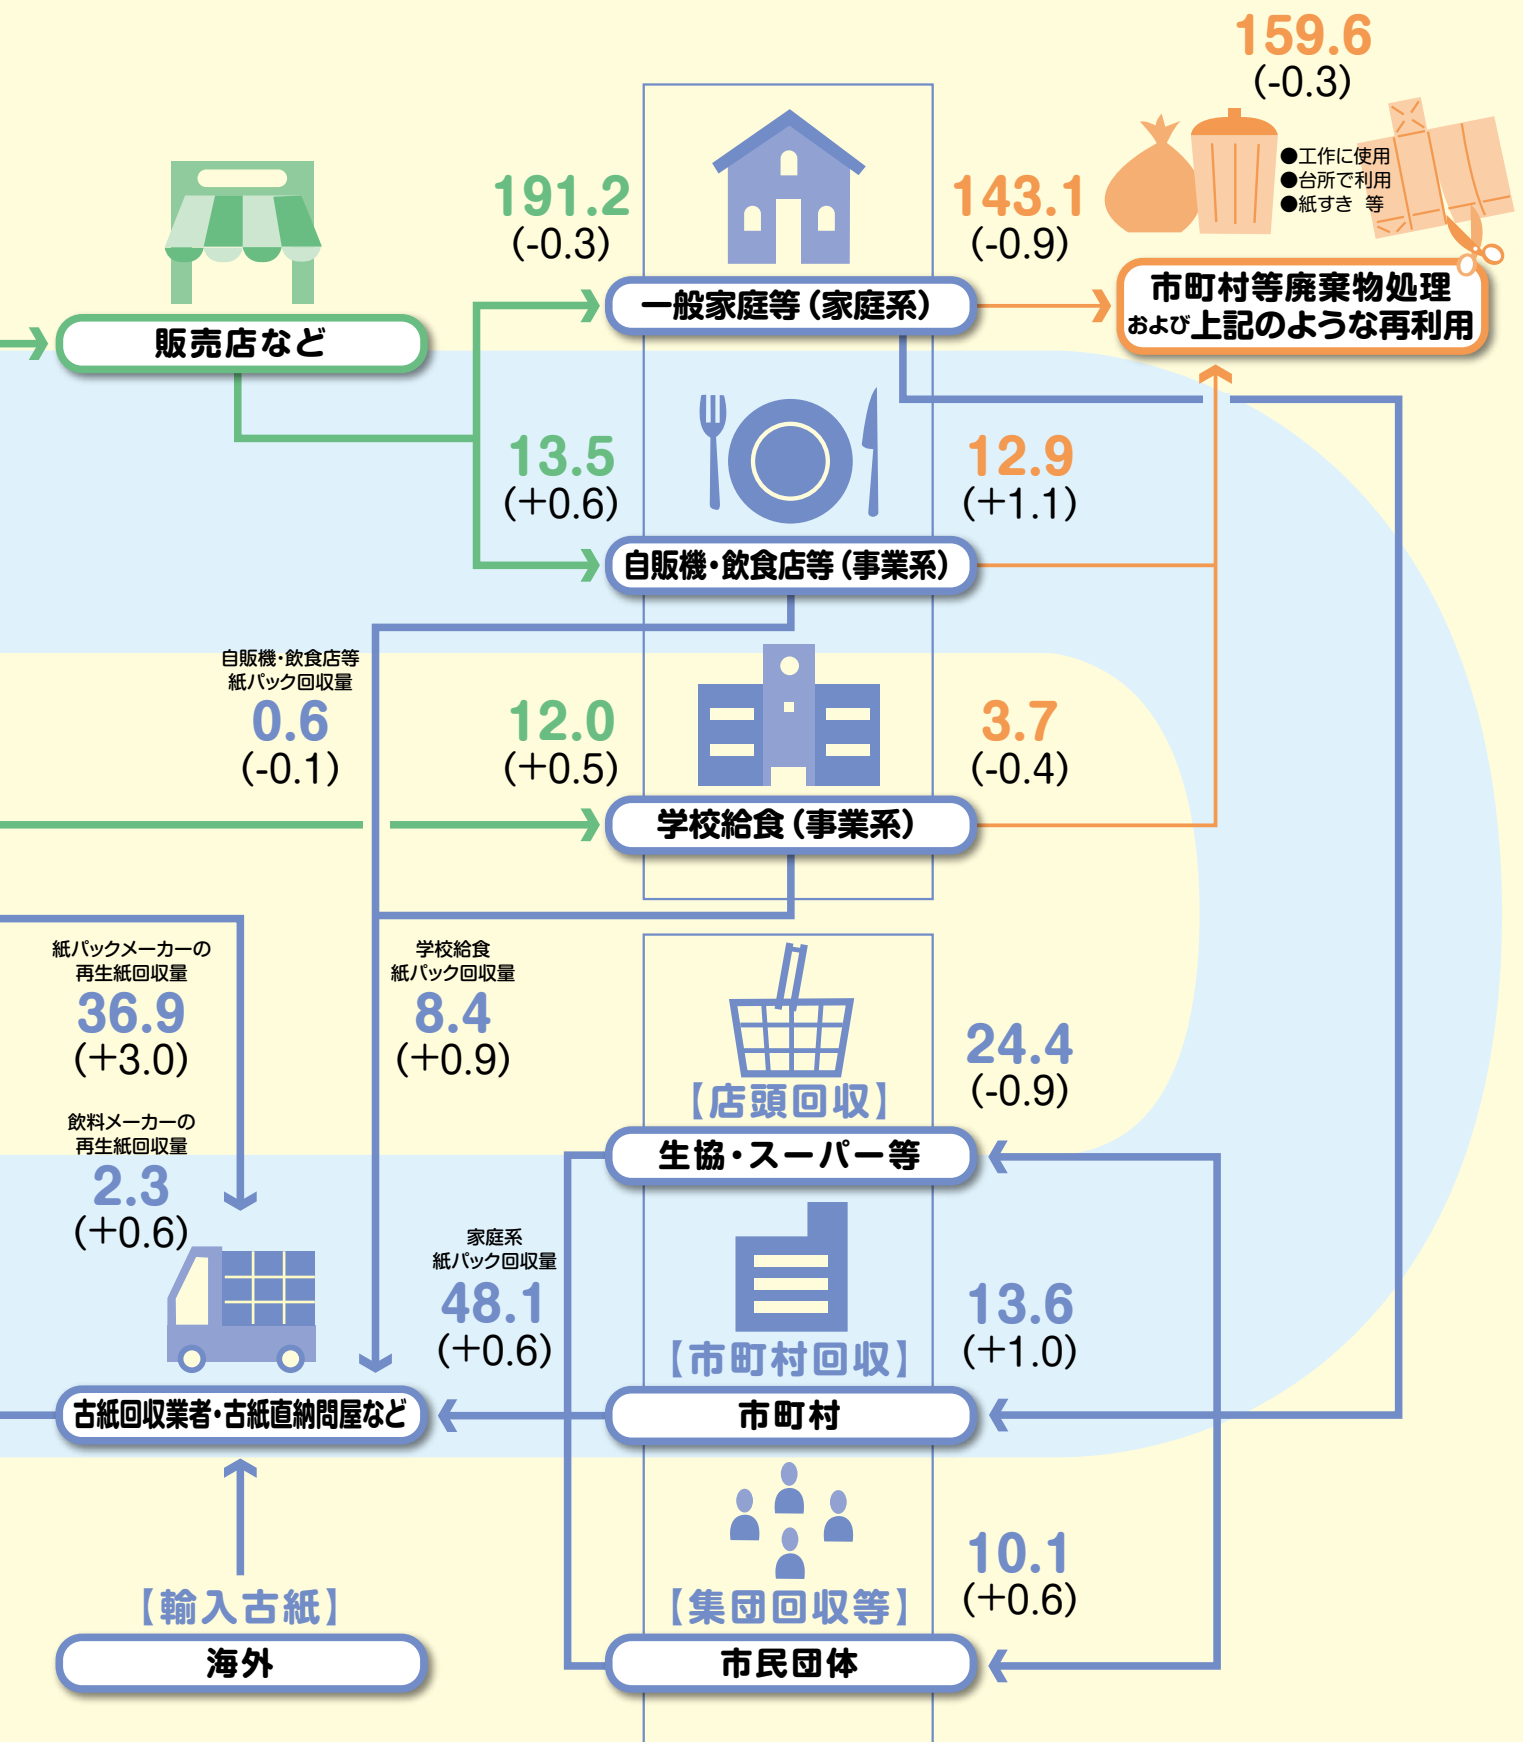 159.6
(-0.3)
●工作に使用
●台所で利用
●紙すき 等
市町村等廃棄物処理
および上記のような再利用
販売店など
191.2
(-0.3)
一般家庭等(家庭系)
143.1
(-0.9)
13.5
(+0.6)
自販機・飲食店等(事業系)
12.9
(+1.1)
自販機・飲食店等
紙パック回収量
0.6
(-0.1)
12.0
(+0.5)
学校給食(事業系)
3.7
(-0.4)
紙パックメーカーの
再生紙回収量
36.9
(+3.0)
学校給食
紙パック回収量
8.4
(+0.9)
飲料メーカーの
再生紙回収量
2.3
(+0.6)
【店頭回収】
生協・スーパー等
24.4
(-0.9)
家庭系
紙パック回収量
48.1
(+0.6)
【市町村回収】
市町村
13.6
(+1.0)
古紙回収業者・古紙直納問屋など
【輸入古紙】
海外
【集団回収等】
市民団体
10.1
(+0.6)